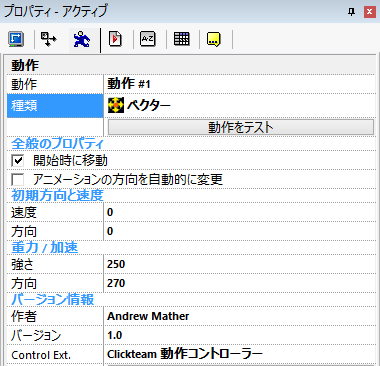 プロパティ - アクティブ
A-Z
動作
動作 動作 #1
種類 ベクター
動作をテスト
全般のプロパティ
開始時に移動
アニメーションの方向を自動的に変更
初期方向と速度
速度 0
方向 0
重力 / 加速
強さ 250
方向 270
バージョン情報
作者 Andrew Mather
バージョン 1.0
Control Ext. Clickteam 動作コントローラー